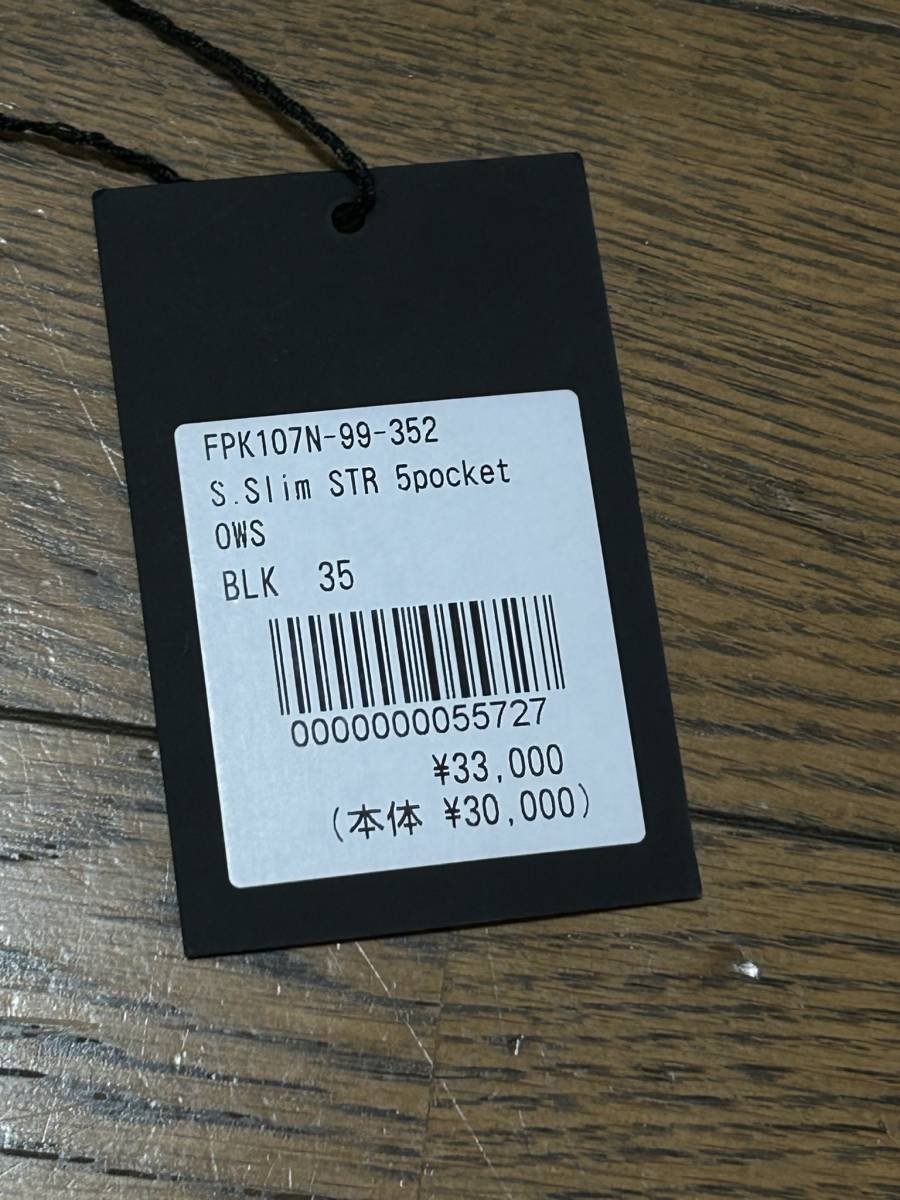 FPK107N-99-352
S.Slim STR 5pocket
OWS
BLK 35
0000000055727
¥33,000
(本体 ¥30,000)